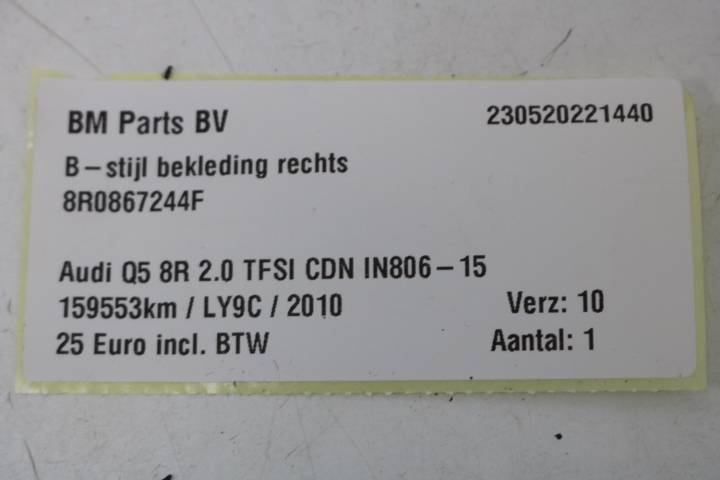 BM Parts BV 230520221440
B-stijl bekleding rechts
8R0867244F
Audi Q5 8R 2.0 TFSI CDN IN806-15
159553km / LY9C / 2010 Verz: 10
25 Euro incl. BTW Aantal: 1